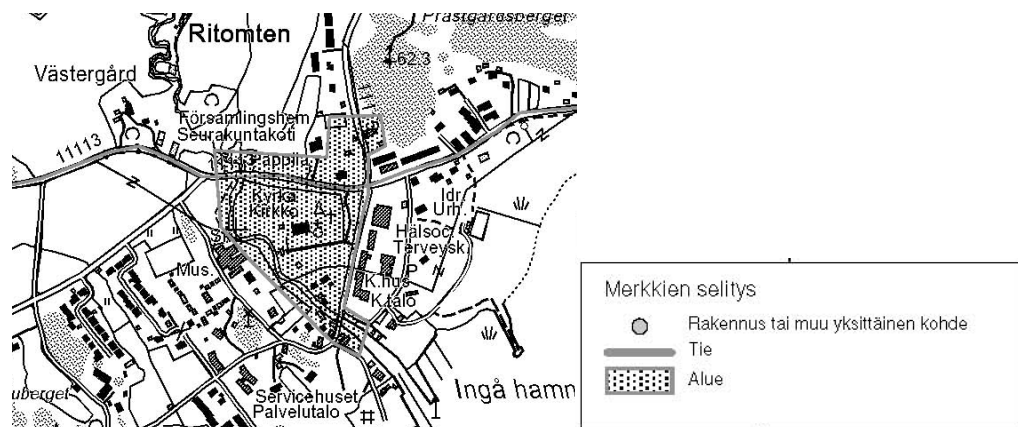 Prästgårdsberget
Ritomten
62.3
Västergård
Församlingshem
Seurakuntakoti
11113
Pappila
Kyrka
Kirkko
Idr.
Urh.
Hälsoc.
Terveysk.
Mus.
P
K.hus
K.talo
Ingå hamn
uberget
Servicehuset
Palvelutalo
Merkkien selitys
Rakennus tai muu yksittäinen kohde
Tie
Alue